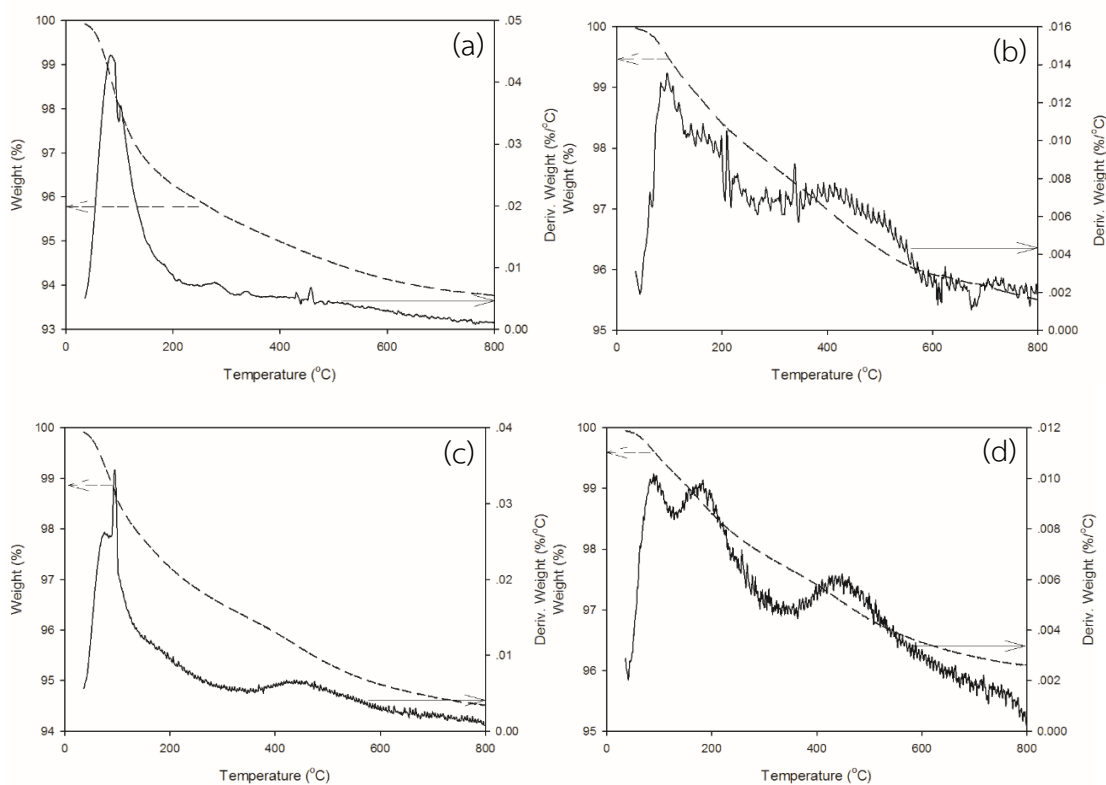 (a)
Weight (%)
100
99
98
97
96
95
94
93
0 200 400 600 800
Temperature (°C)
.05
.04
.03
.02
.01
0.00
Deriv. Weight (%/°C)
(b)
Weight (%)
100
99
98
97
96
95
0 200 400 600 800
Temperature (°C)
.016
.014
.012
.010
.008
.006
.004
.002
0.000
Deriv. Weight (%/°C)
(c)
Weight (%)
100
99
98
97
96
95
94
0 200 400 600 800
Temperature (°C)
.04
.03
.02
.01
0.00
Deriv. Weight (%/°C)
(d)
Weight (%)
100
99
98
97
96
95
0 200 400 600 800
Temperature (°C)
.012
.010
.008
.006
.004
.002
0.000
Deriv. Weight (%/°C)